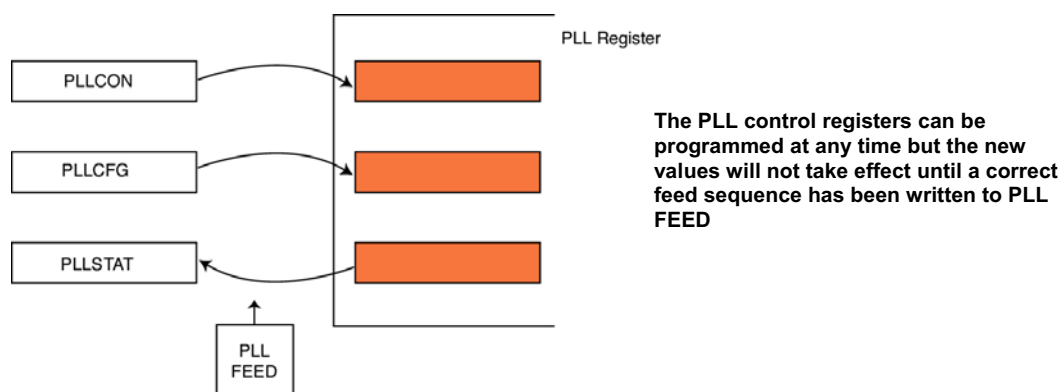 PLL Register
PLLCON
PLLCFG
PLLSTAT
PLL
FEED
The PLL control registers can be
programmed at any time but the new
values will not take effect until a correct
feed sequence has been written to PLL
FEED